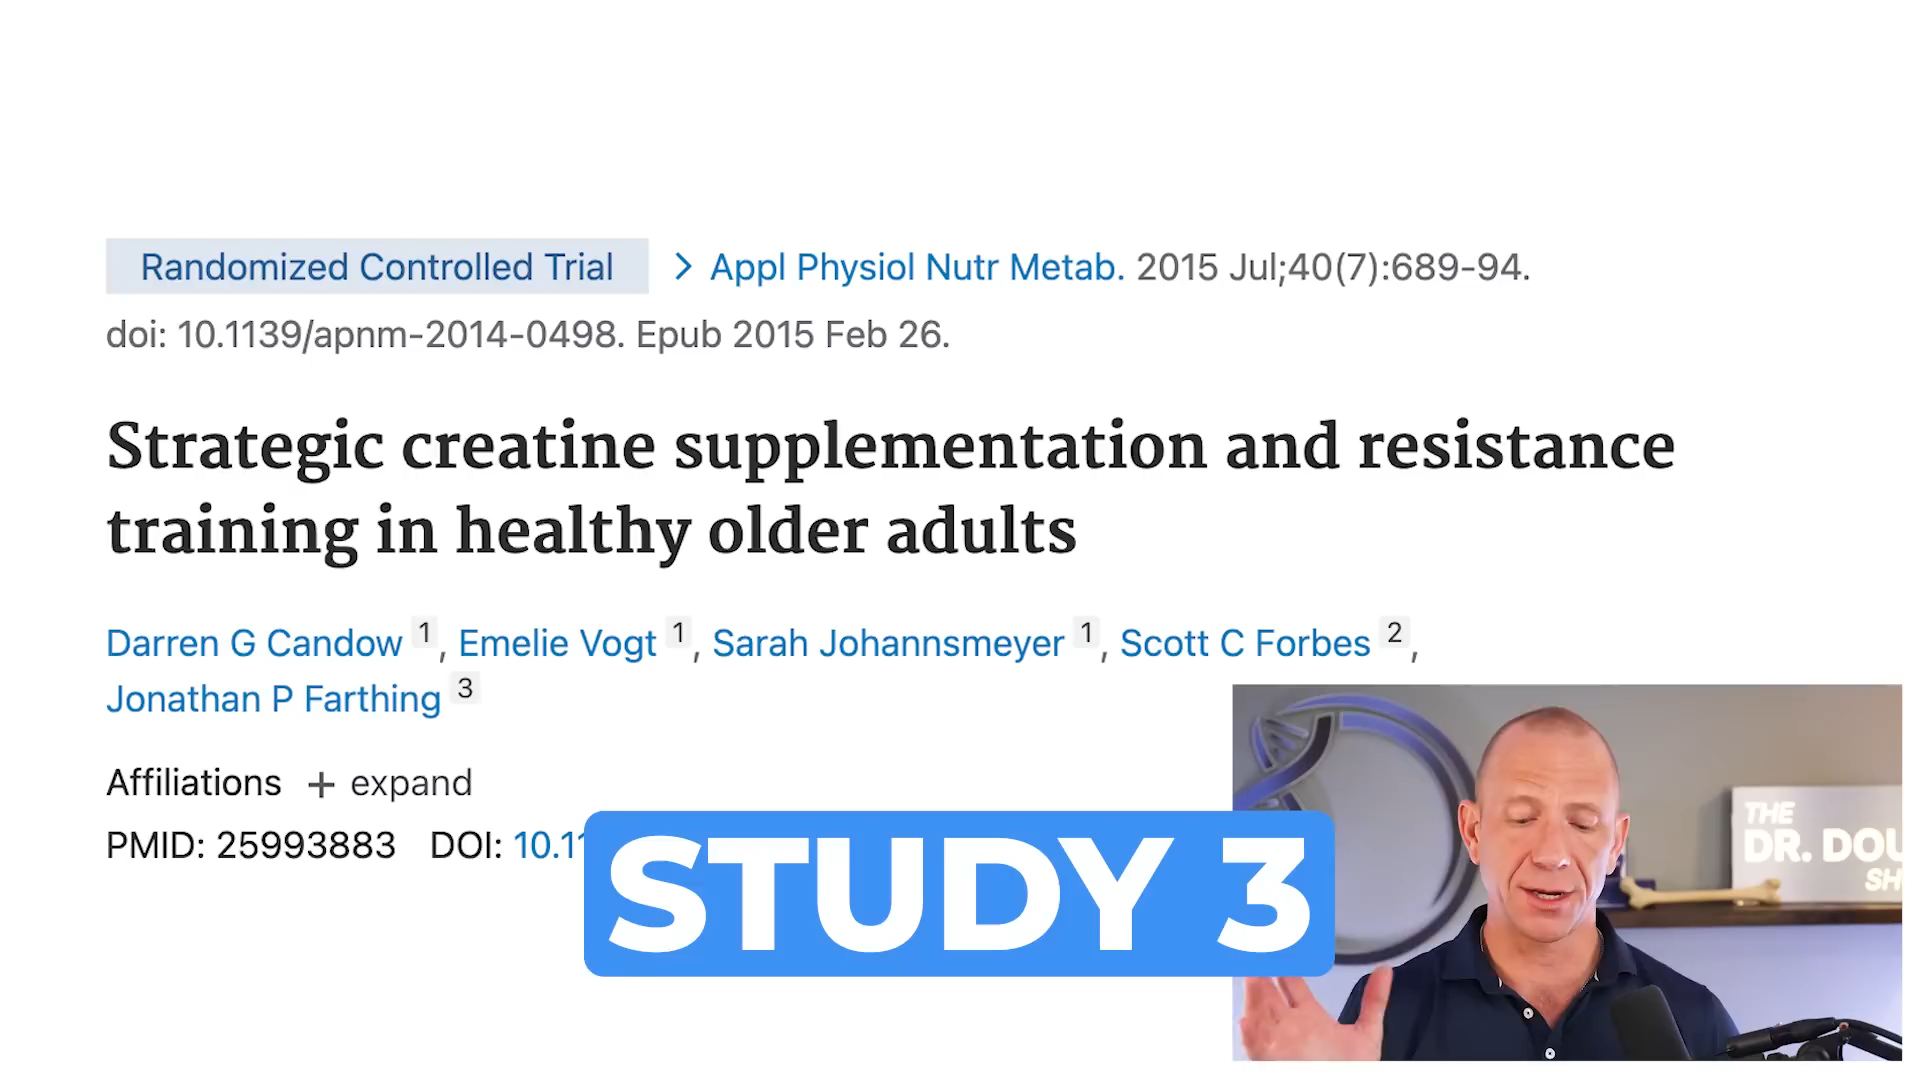 Randomized Controlled Trial > Appl Physiol Nutr Metab. 2015 Jul;40(7):689-94.
doi: 10.1139/apnm-2014-0498. Epub 2015 Feb 26.
Strategic creatine supplementation and resistance
training in healthy older adults
Darren G Candow 1, Emelie Vogt 1, Sarah Johannsmeyer 1, Scott C Forbes 2,
Jonathan P Farthing 3
Affiliations + expand
PMID: 25993883 DOI: 10.11
STUDY 3
THE
DR. DOU
SH